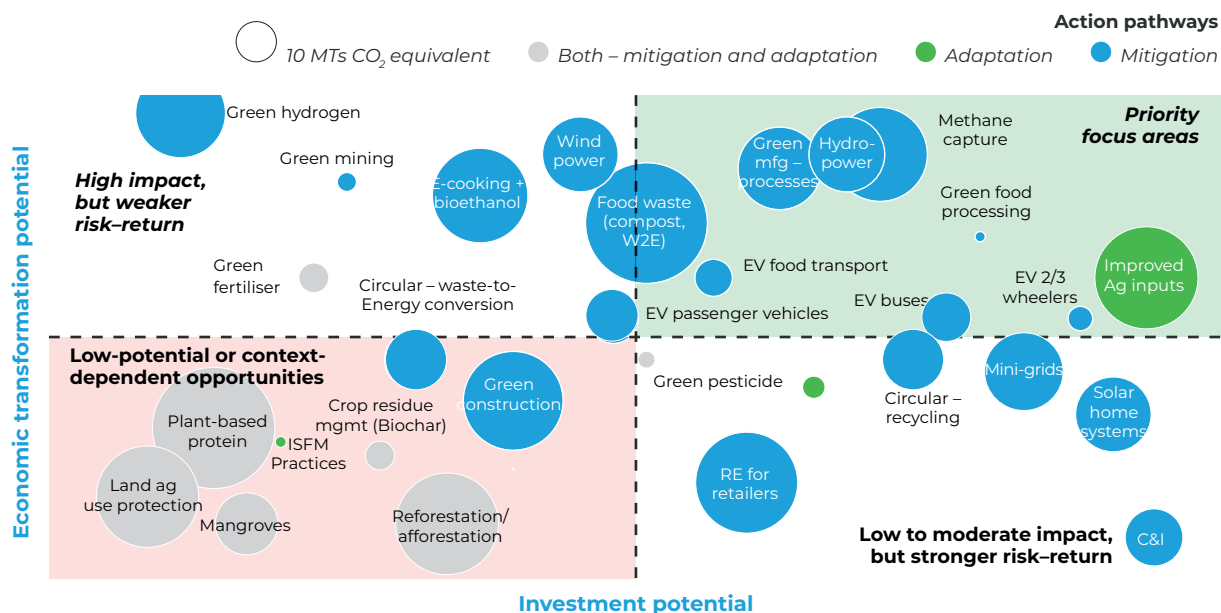 Action pathways
10 MTs CO2 equivalent
Both – mitigation and adaptation
Adaptation
Mitigation
Economic transformation potential
High impact,
but weaker
risk–return
Green hydrogen
Green mining
E-cooking +
bioethanol
Wind
power
Food waste
(compost,
W2E)
Green
fertiliser
Circular – waste-to-
Energy conversion
Priority
focus areas
Green
mfg –
processes
Hydro-
power
Methane
capture
Green food
processing
Improved
Ag inputs
EV food transport
EV passenger vehicles
EV buses
EV 2/3
wheelers
Low-potential or context-
dependent opportunities
Plant-based
protein
ISFM
Practices
Crop residue
mgmt (Biochar)
Green
construction
Land ag
use protection
Mangroves
Reforestation/
afforestation
Green pesticide
Circular –
recycling
Mini-grids
Solar
home
systems
RE for
retailers
C&I
Low to moderate impact,
but stronger risk–return
Investment potential